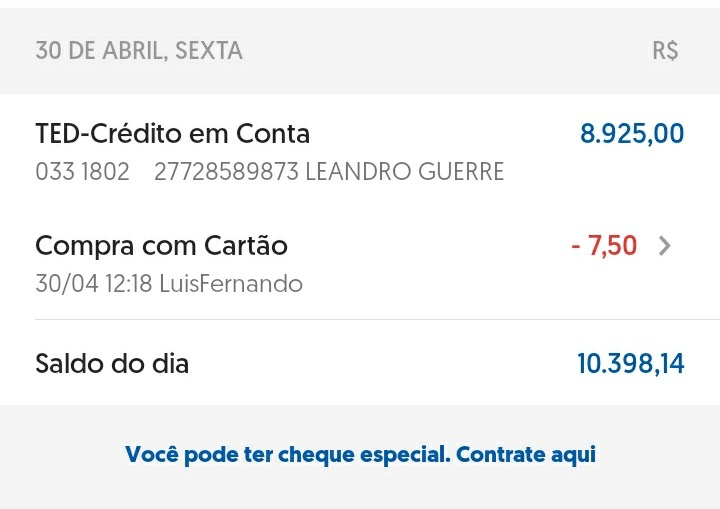 30 DE ABRIL, SEXTA R$
TED-Crédito em Conta 8.925,00
033 1802 27728589873 LEANDRO GUERRE
Compra com Cartão - 7,50
30/04 12:18 LuisFernando
Saldo do dia 10.398,14
Você pode ter cheque especial. Contrate aqui